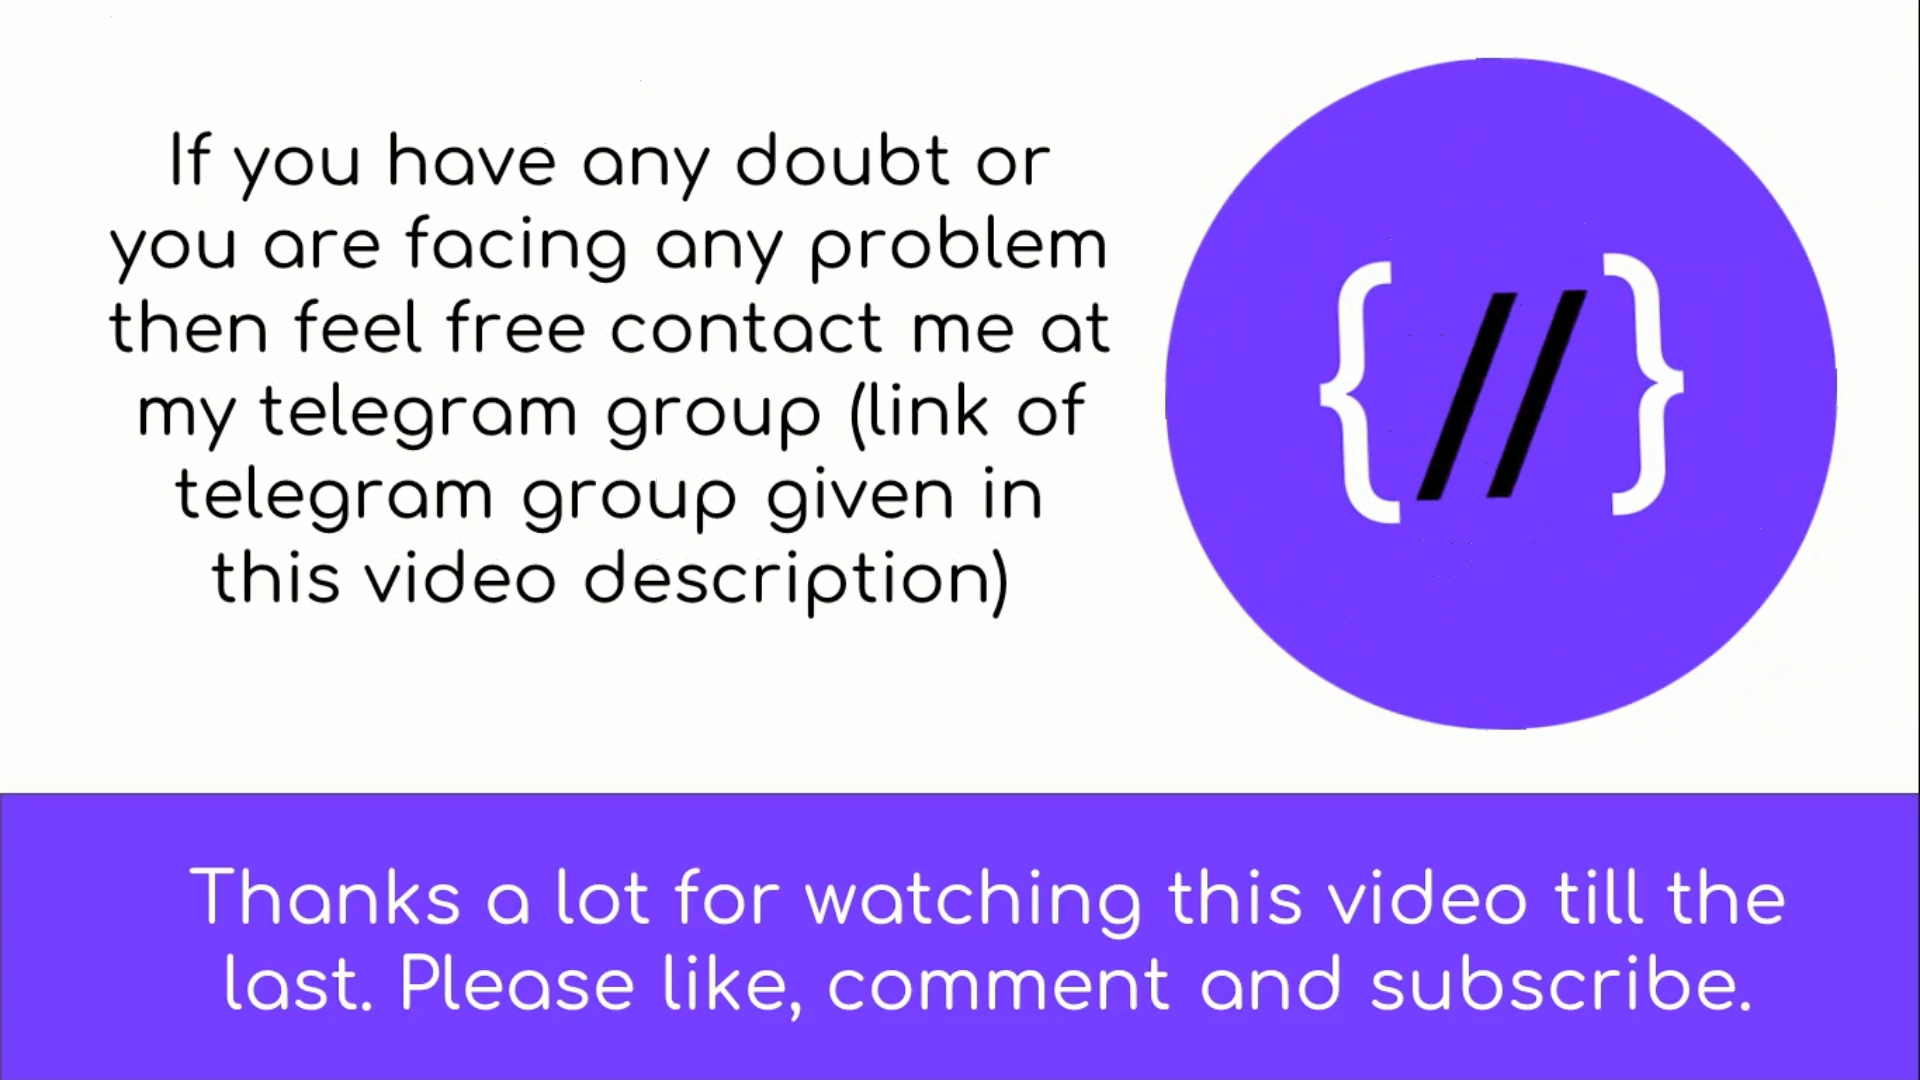 If you have any doubt or
you are facing any problem
then feel free contact me at
my telegram group (link of
telegram group given in
this video description)
{//}
Thanks a lot for watching this video till the
last. Please like, comment and subscribe.